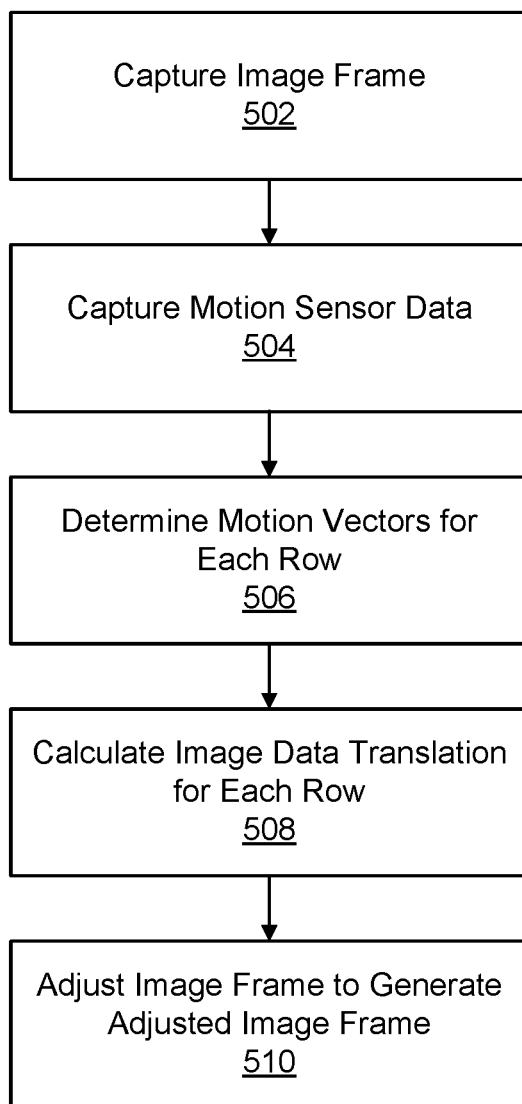 Capture Image Frame
502
Capture Motion Sensor Data
504
Determine Motion Vectors for
Each Row
506
Calculate Image Data Translation
for Each Row
508
Adjust Image Frame to Generate
Adjusted Image Frame
510